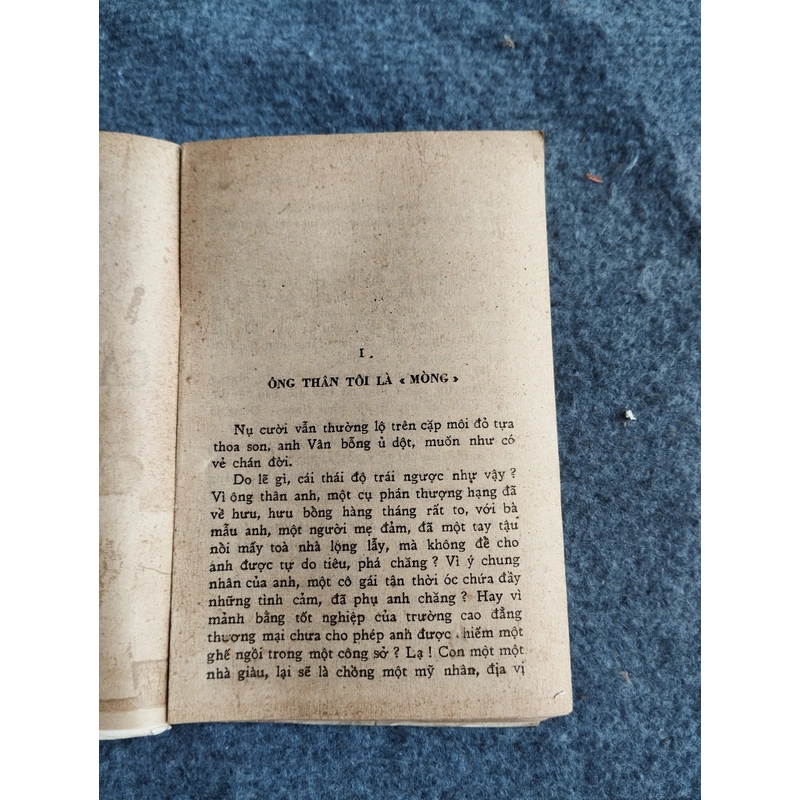 I.
ÔNG THÂN TÔI LÀ « MÒNG »
Nụ cười vẫn thường lộ trên cặp môi đỏ tựa
thoa son, anh Vân bỗng ủ dột, muốn như có
vẻ chán đời.
Do lẽ gì, cái thái độ trái ngược như vậy ?
Vì ông thân anh, một cụ phán thượng hạng đã
về hưu, hưu bổng hàng tháng rất to, với bà
mẫu anh, một người mẹ đảm, đã một tay tậu
nồi mấy toà nhà lộng lẫy, mà không để cho
anh được tự do tiêu, phá chăng ? Vì ý chung
nhân của anh, một cô gái tận thời óc chứa đầy
những tình cảm, đã phụ anh chăng ? Hay vì
mảnh bằng tốt nghiệp của trường cao đẳng
thương mại chưa cho phép anh được hiếm một
ghế ngồi trong một công sở ? Lạ ! Con một một
nhà giàu, lại sẽ là chồng một mỹ nhân, địa vị